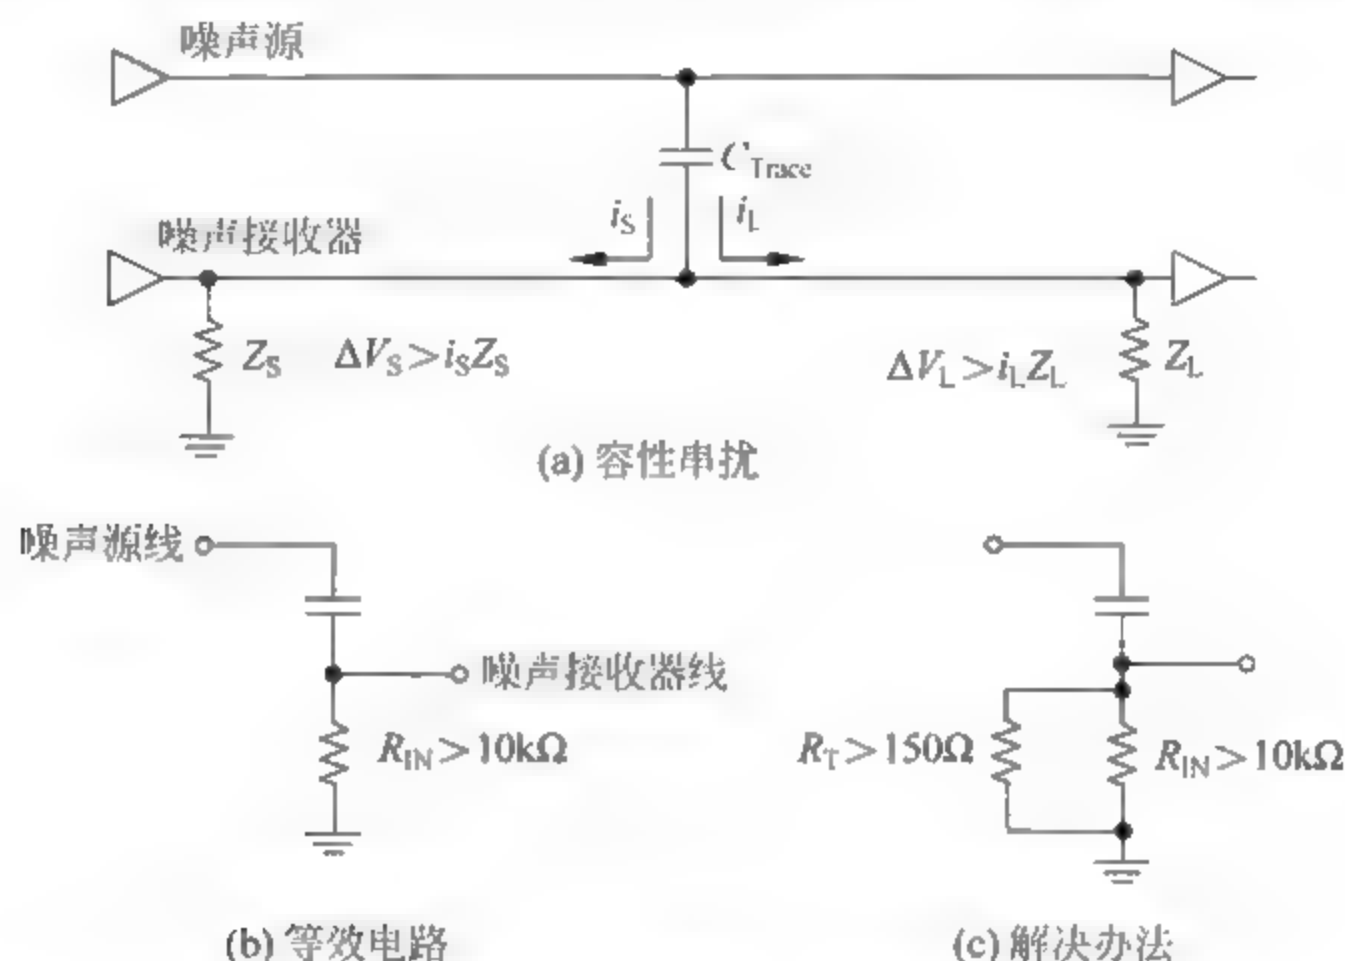 噪声源
C_Trace
i_S
i_L
噪声接收器
Z_S
ΔV_S>i_SZ_S
ΔV_L>i_LZ_L
Z_L
(a) 容性串扰
噪声源线
噪声接收器线
R_IN>10kΩ
R_T>150Ω
R_IN>10kΩ
(b) 等效电路
(c) 解决办法